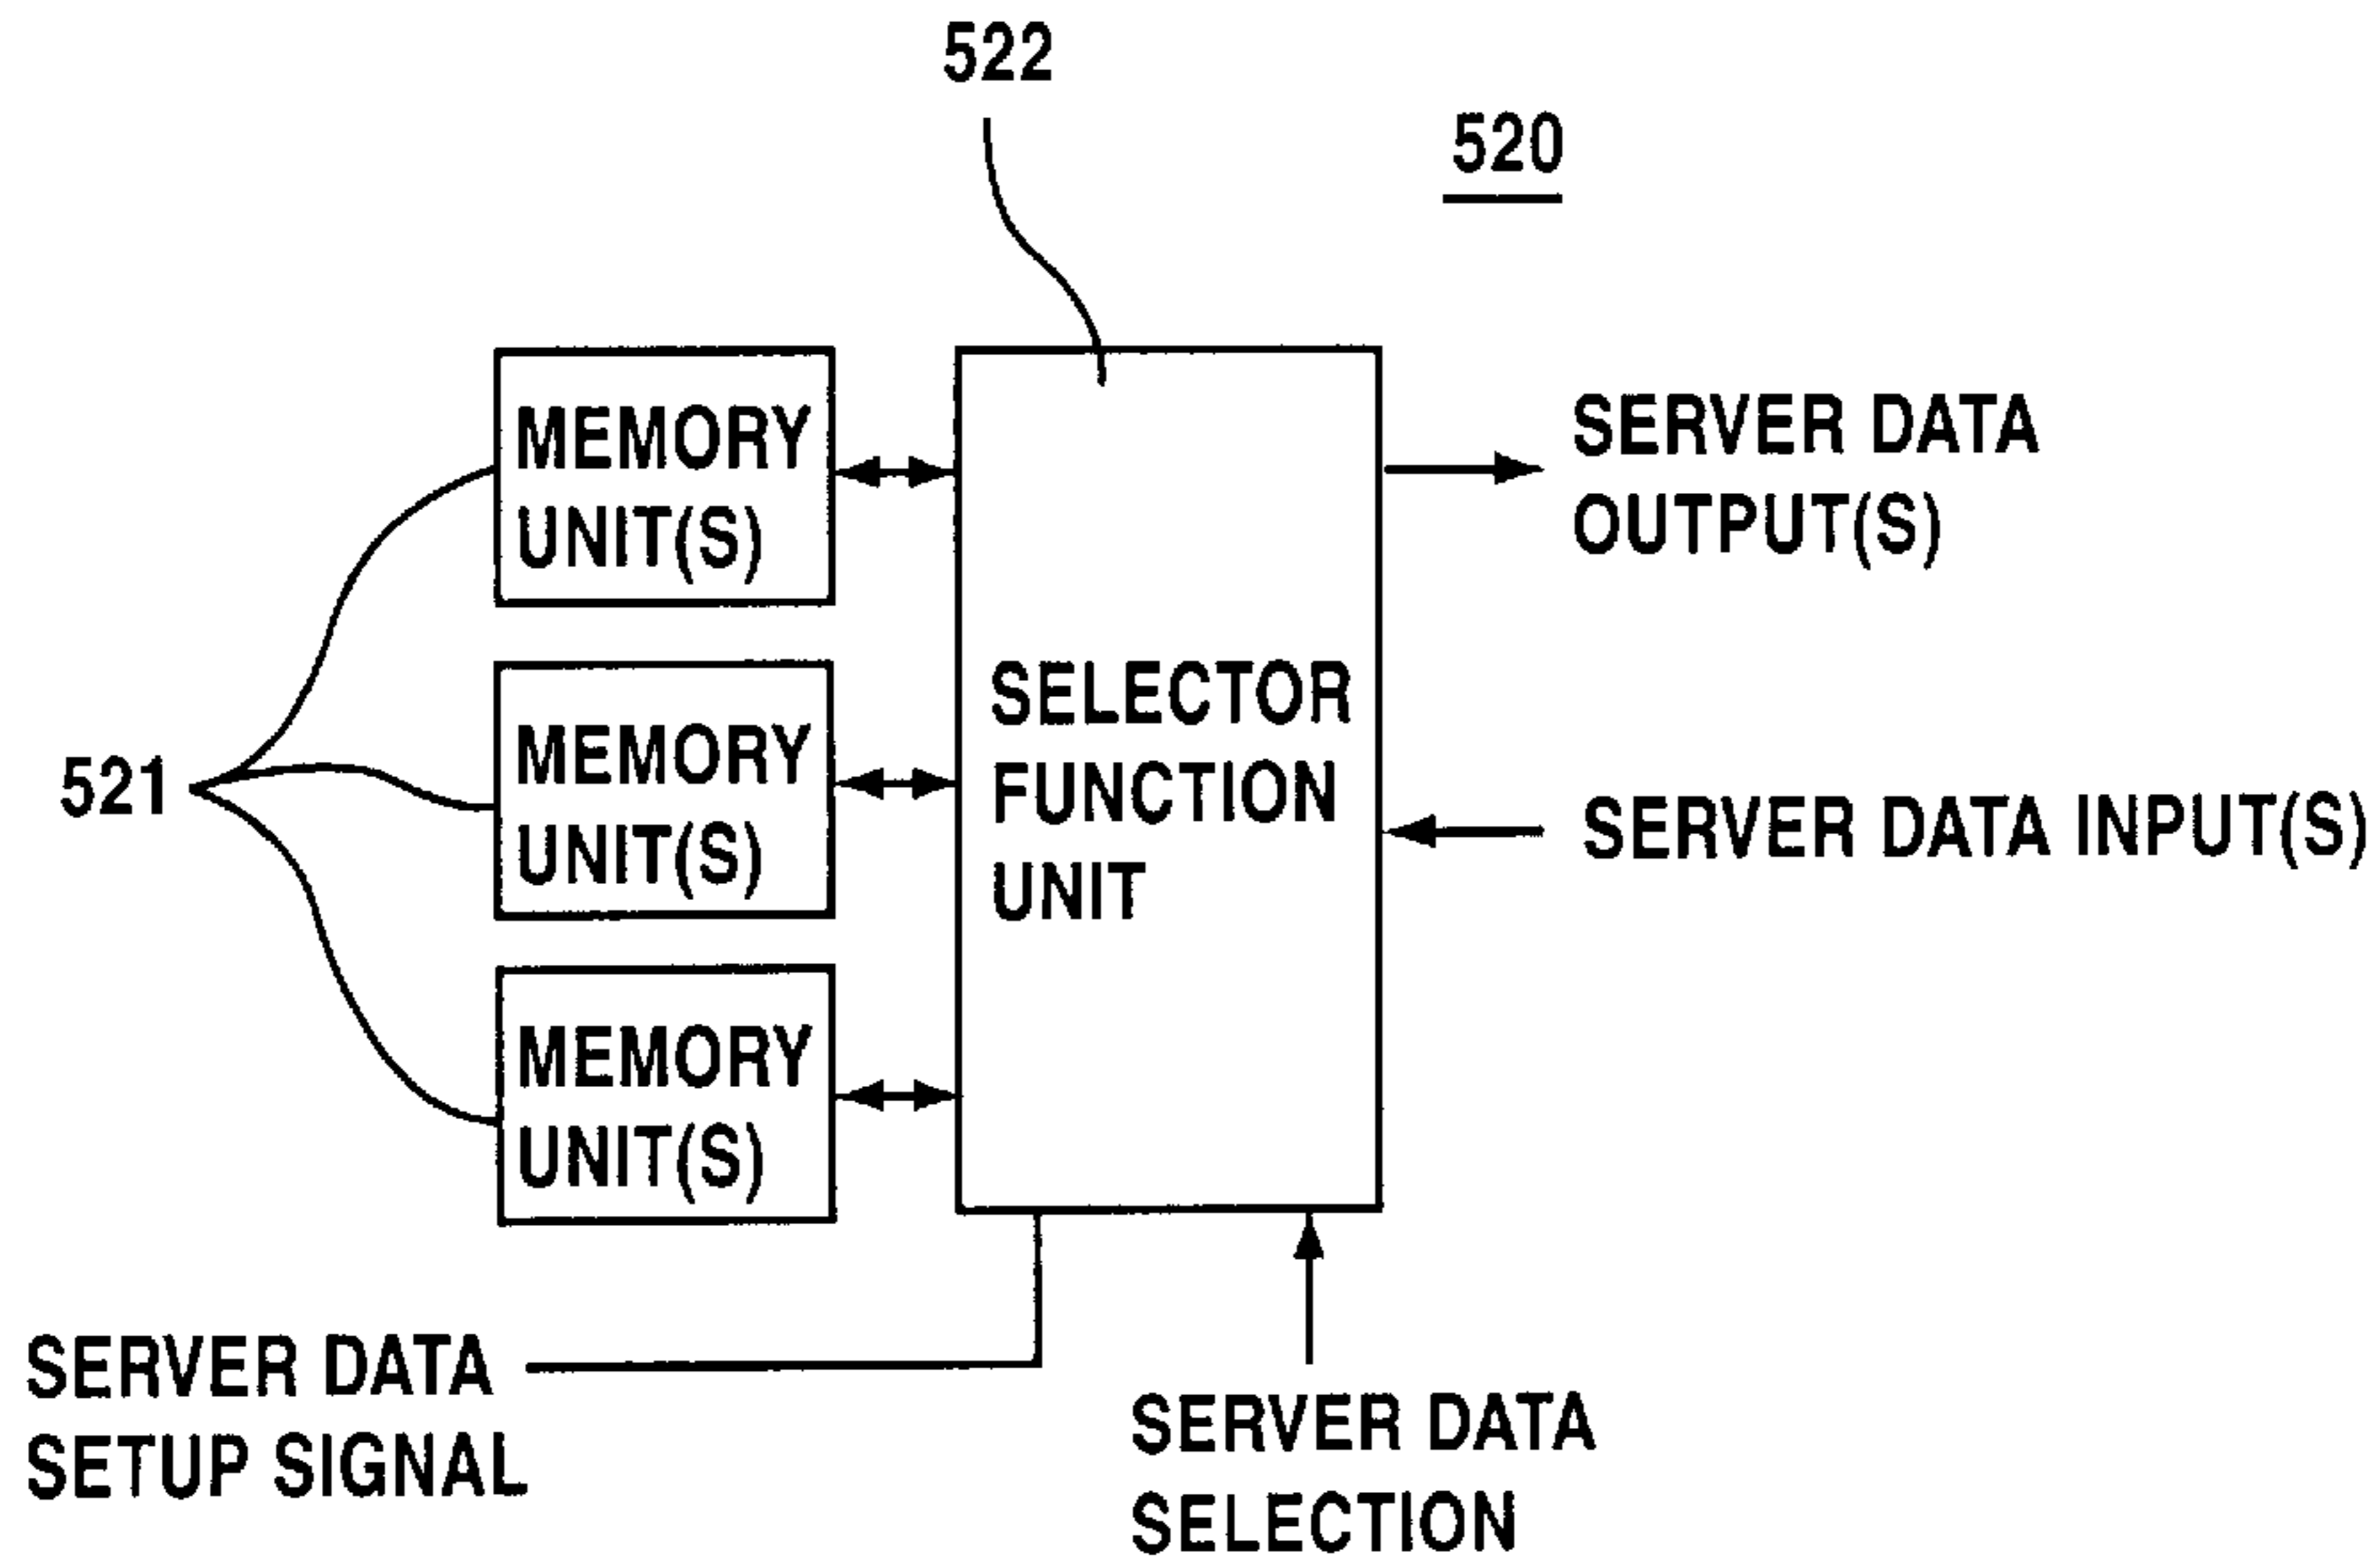 522
520
MEMORY
UNIT(S)
SERVER DATA
OUTPUT(S)
SELECTOR
FUNCTION
UNIT
MEMORY
UNIT(S)
521
SERVER DATA INPUT(S)
MEMORY
UNIT(S)
SERVER DATA
SETUP SIGNAL
SERVER DATA
SELECTION